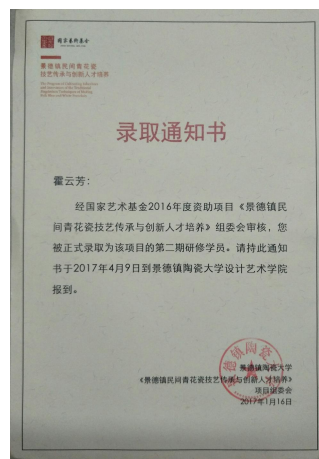 国家艺术基金
景德镇民间青花瓷
技艺传承与创新人才培养
录取通知书
霍云芳：
经国家艺术基金2016年度资助项目《景德镇民
间青花瓷技艺传承与创新人才培养》组委会审核，您
被正式录取为该项目的第二期研修学员。请持此通知
书于2017年4月9日到景德镇陶瓷大学设计艺术学院
报到。
景德镇陶瓷大学
《景德镇民间青花瓷技艺传承与创新人才培养》
项目组委会
2017年1月16日